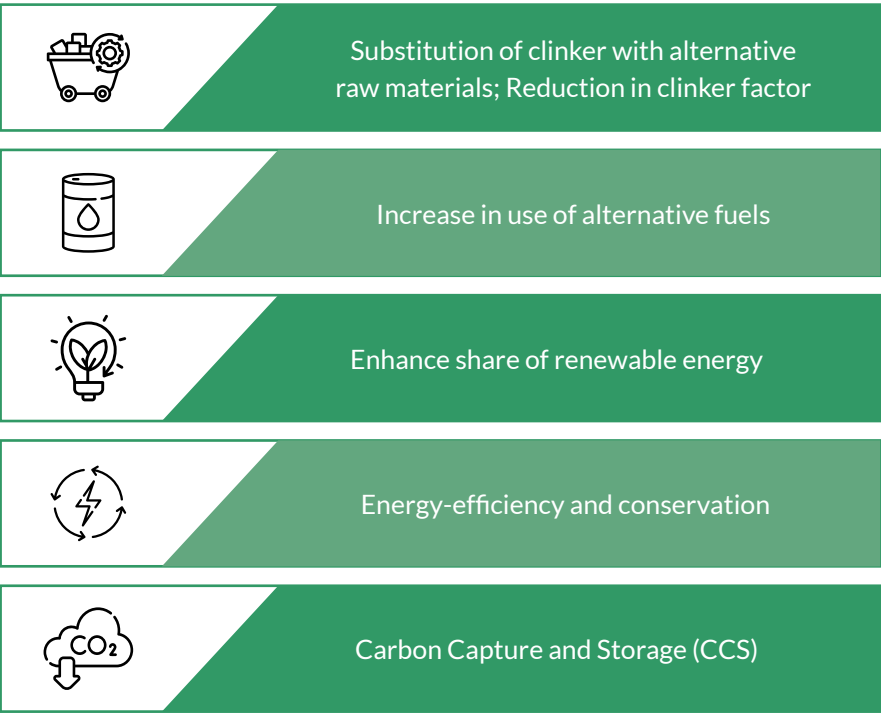 Substitution of clinker with alternative
raw materials; Reduction in clinker factor
Increase in use of alternative fuels
Enhance share of renewable energy
Energy-efficiency and conservation
CO2
Carbon Capture and Storage (CCS)